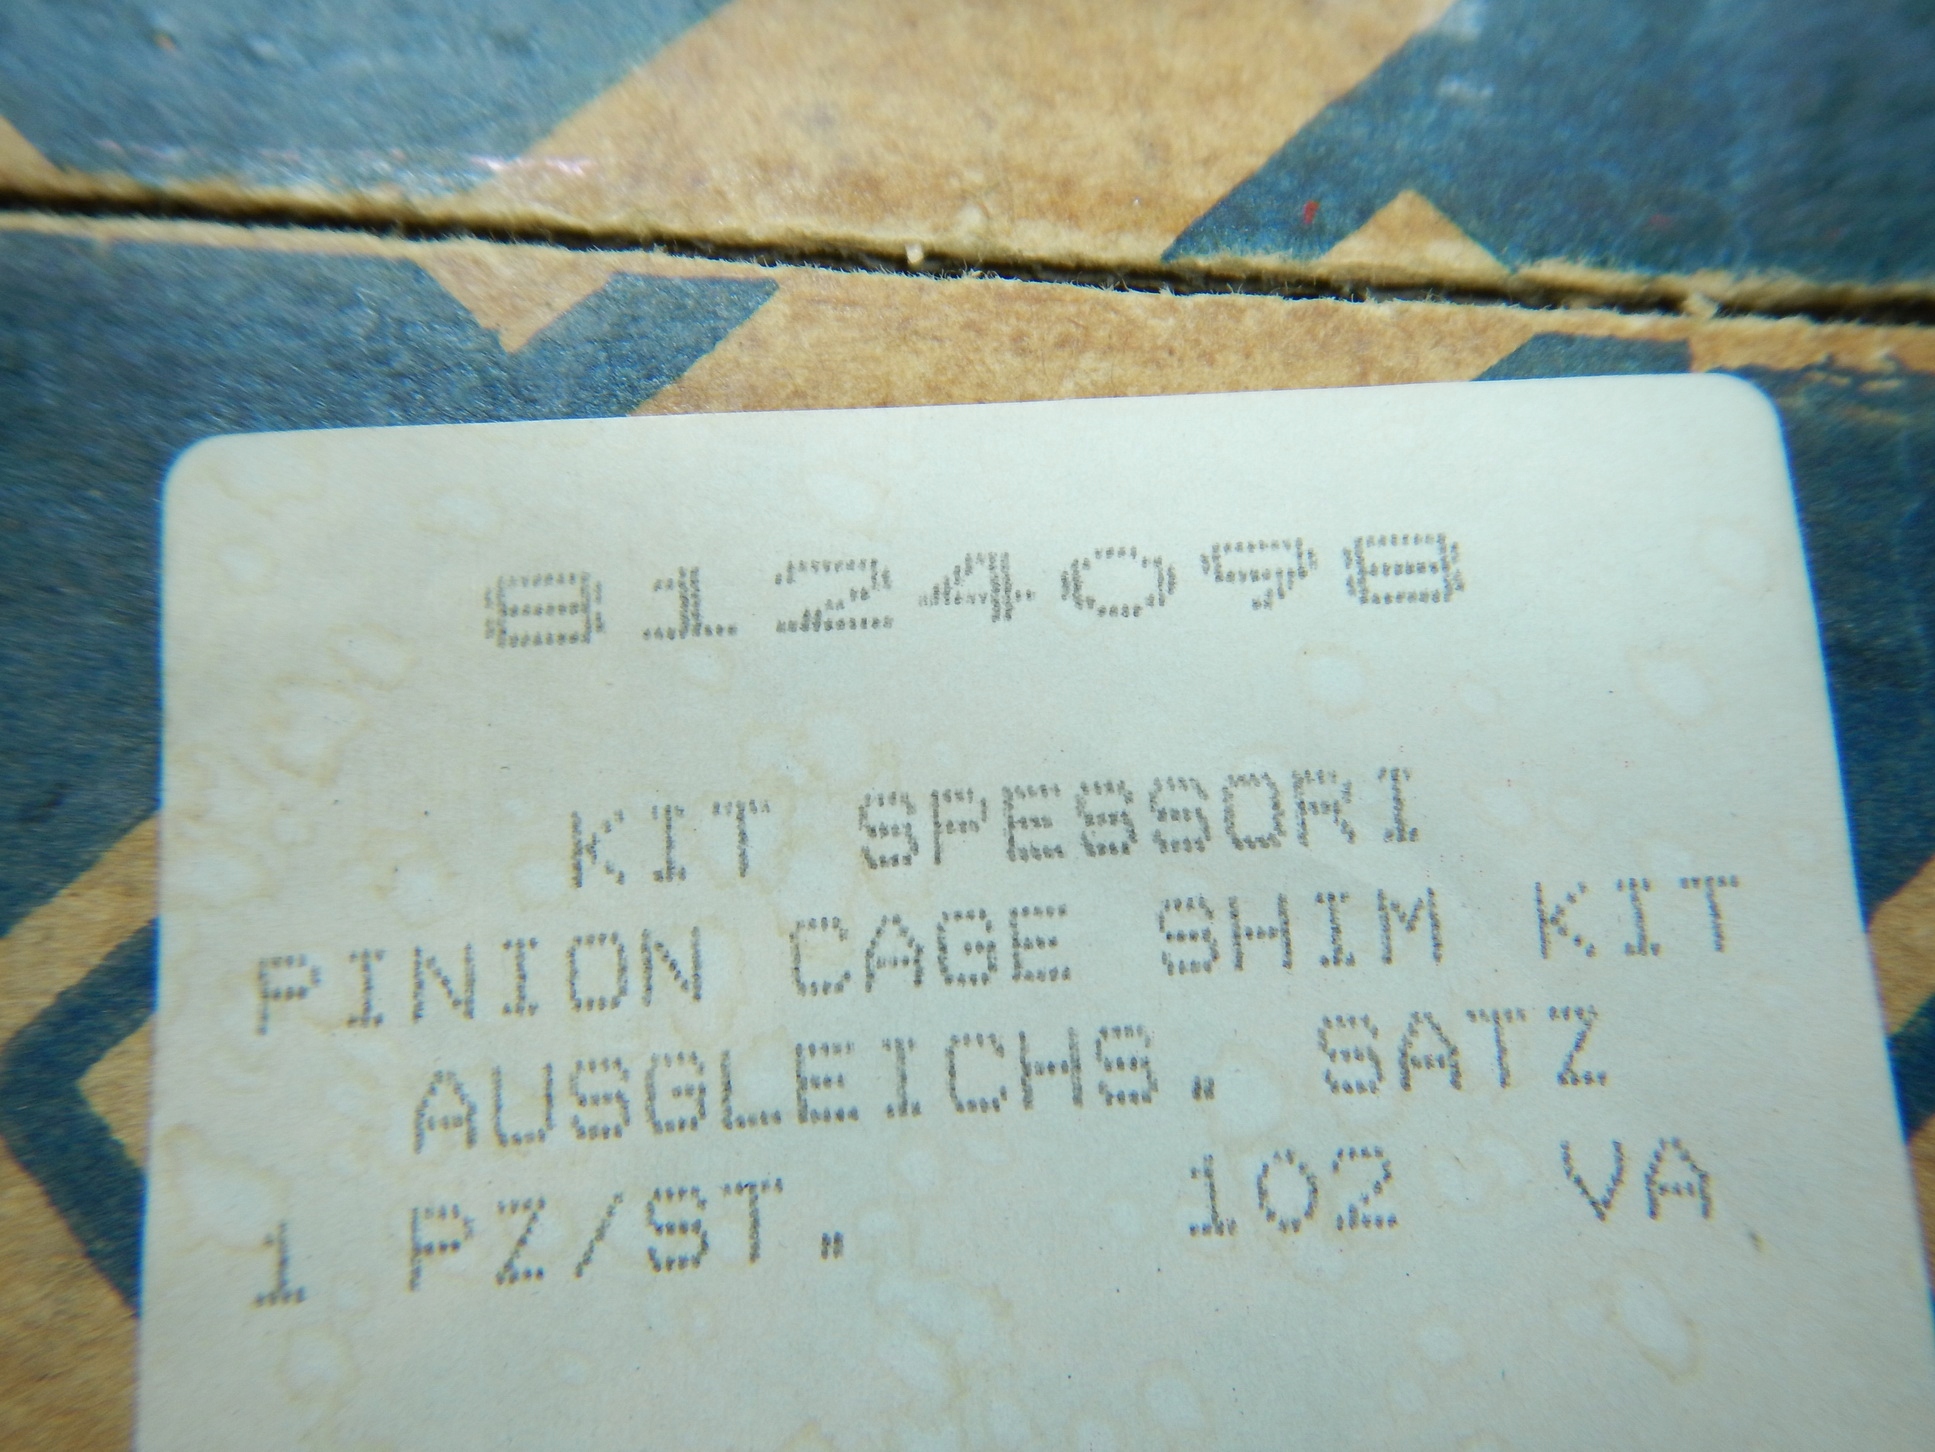 8124098
KIT SPESSORI
PINION CAGE SHIM KIT
AUSGLEICHS. SATZ
1 PZ/ST. 102 VA